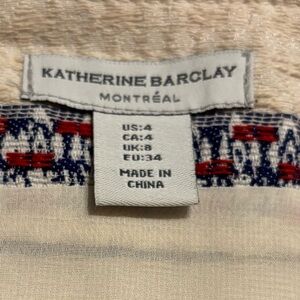 KATHERINE BARCLAY
MONTRÉAL
US:4
CA:4
UK:8
EU:34
MADE IN
CHINA